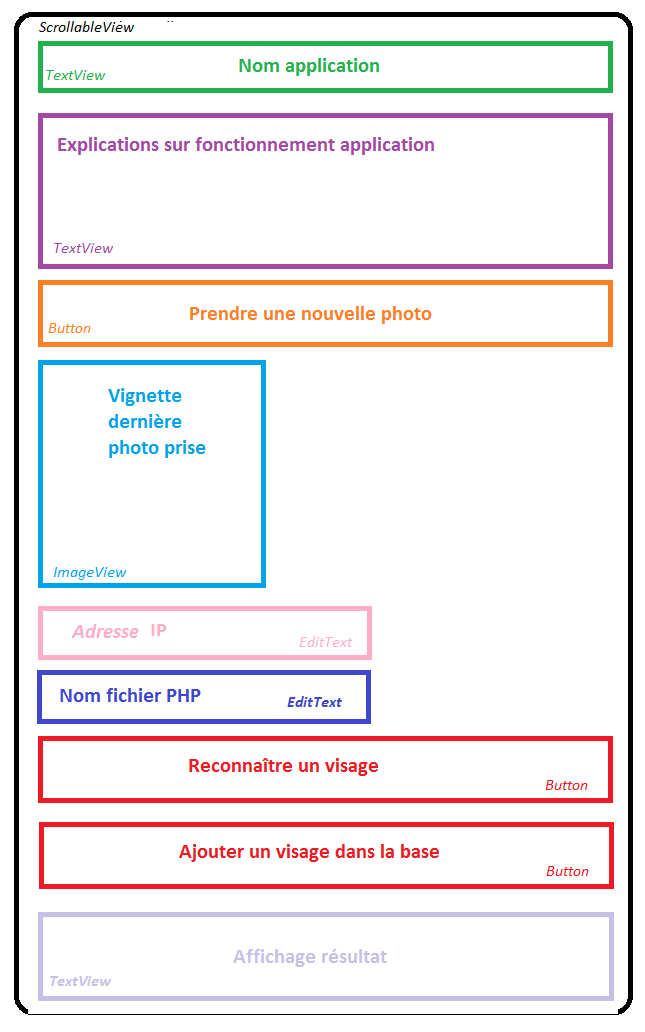 ScrollableView
Nom application
TextView
Explications sur fonctionnement application
TextView
Prendre une nouvelle photo
Button
Vignette
dernière
photo prise
ImageView
Adresse IP
EditText
Nom fichier PHP
EditText
Reconnaître un visage
Button
Ajouter un visage dans la base
Button
Affichage résultat
TextView